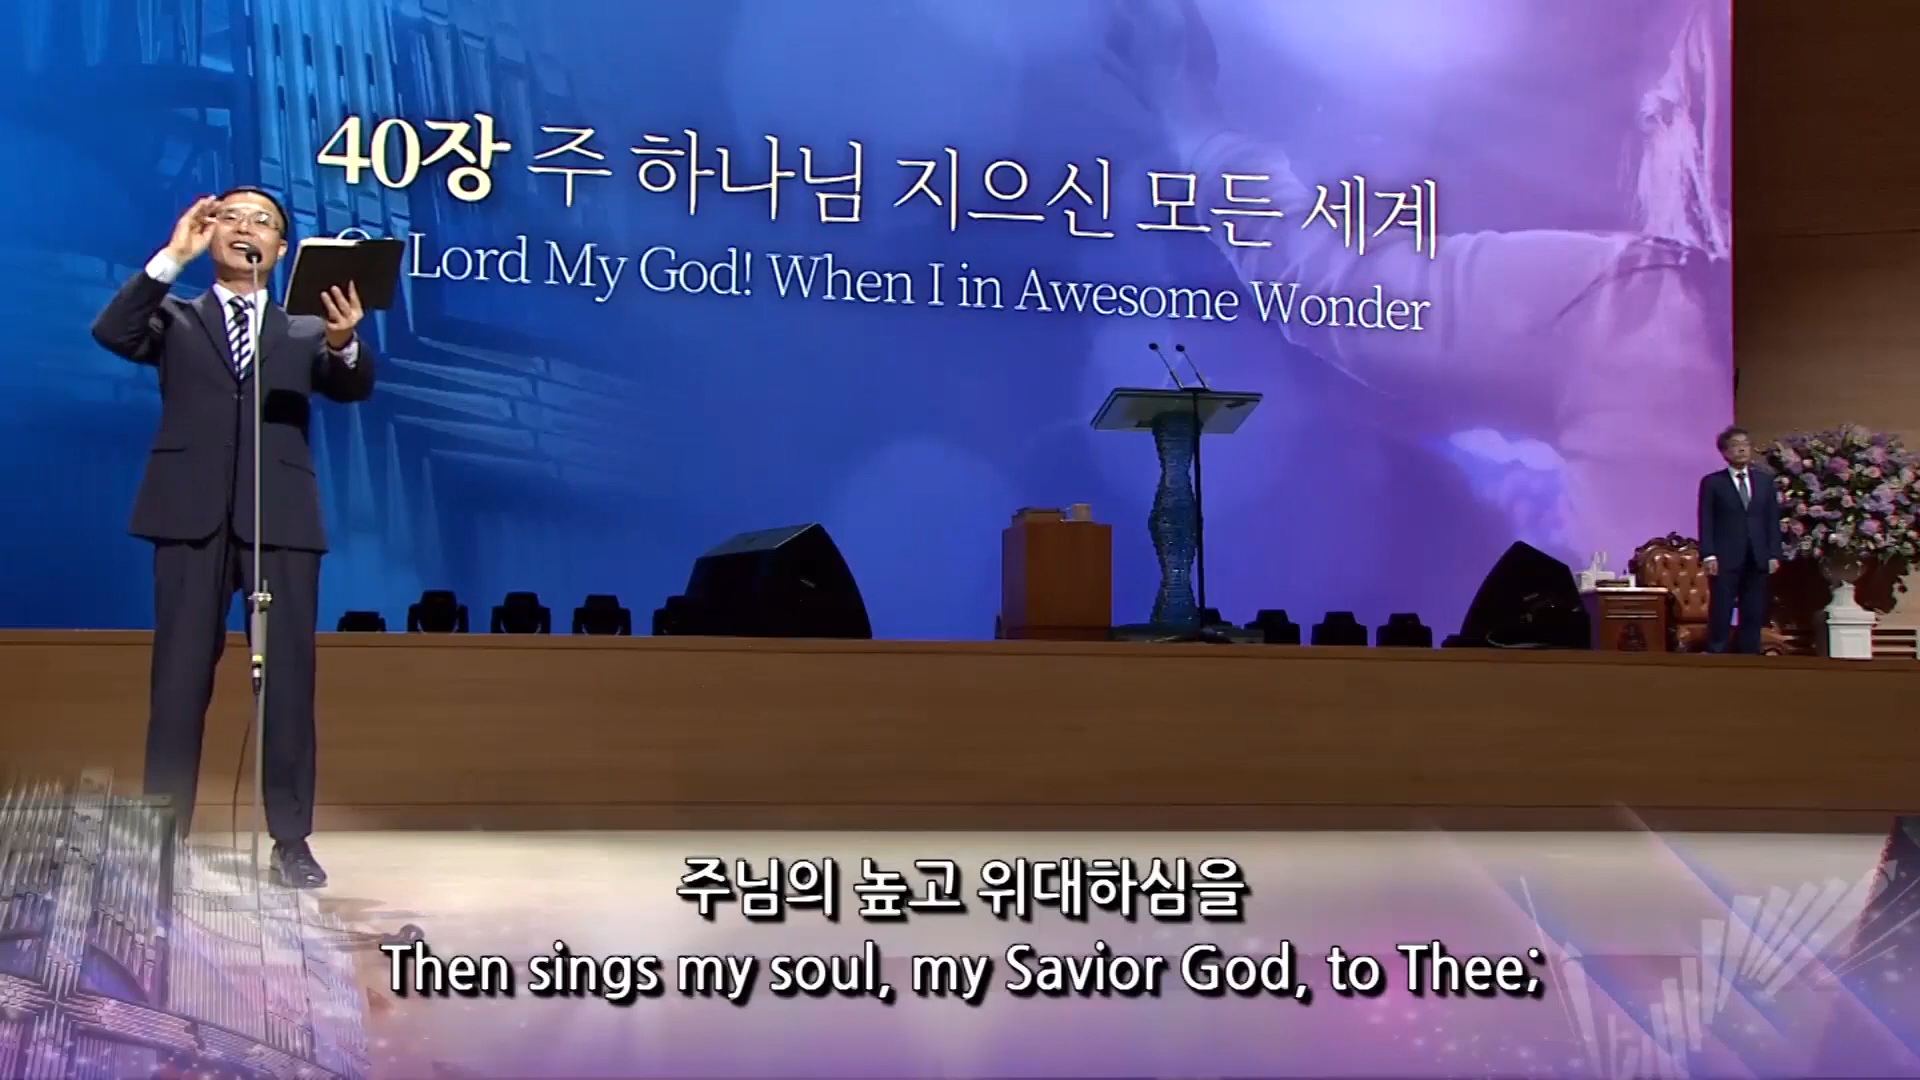 40장 주 하나님 지으신 모든 세계
Lord My God! When I in Awesome Wonder
주님의 높고 위대하심을
Then sings my soul, my Savior God, to Thee;